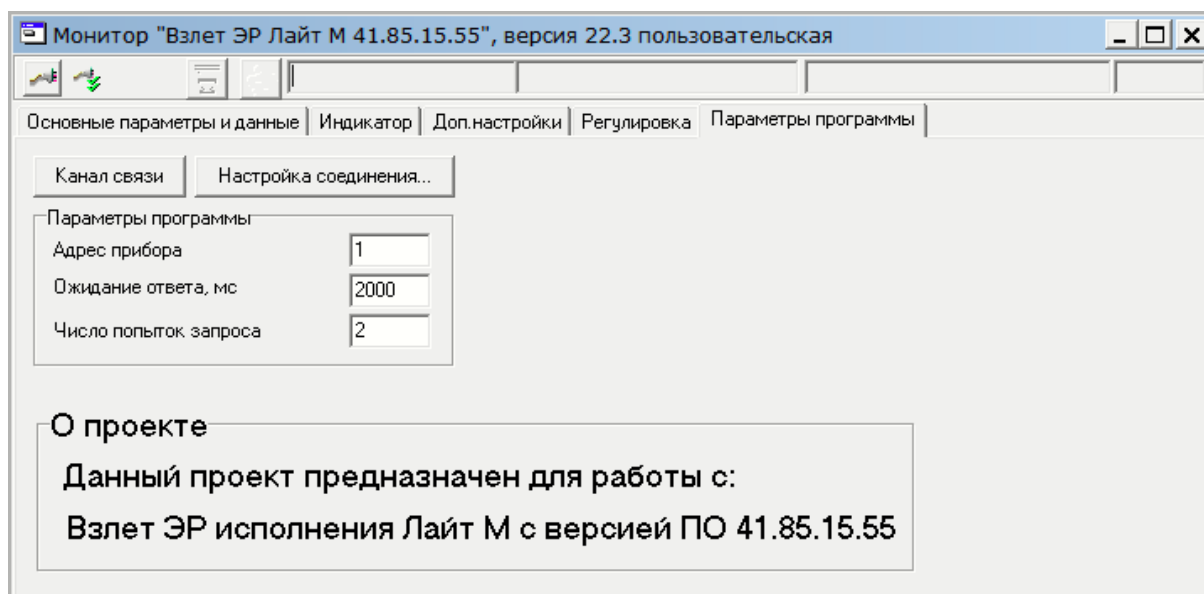 Монитор "Взлет ЭР Лайт М 41.85.15.55", версия 22.3 пользовательская
Основные параметры и данные Индикатор Доп.настройки Регулировка Параметры программы
Канал связи Настройка соединения...
Параметры программы
Адрес прибора 1
Ожидание ответа, мс 2000
Число попыток запроса 2
О проекте
Данный проект предназначен для работы с:
Взлет ЭР исполнения Лайт М с версией ПО 41.85.15.55